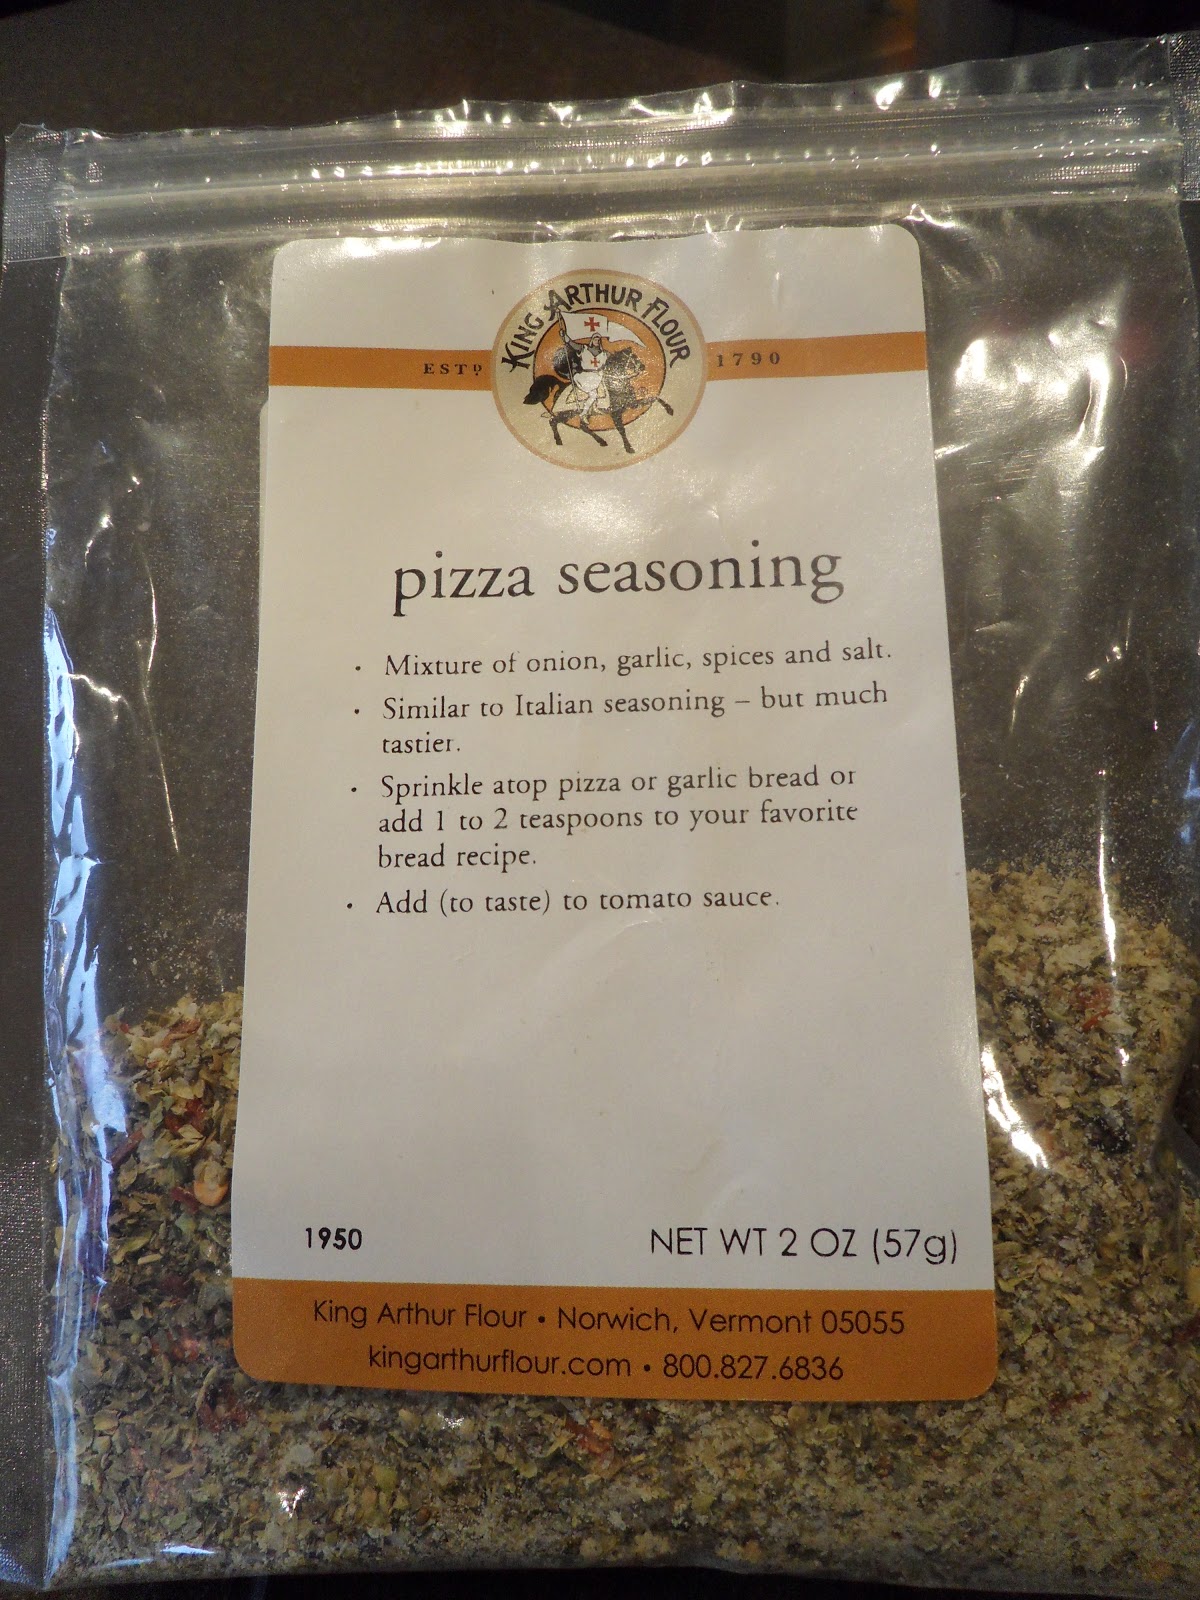 KING ARTHUR FLOUR
ESTD 1790
pizza seasoning
• Mixture of onion, garlic, spices and salt.
• Similar to Italian seasoning – but much
tastier.
• Sprinkle atop pizza or garlic bread or
add 1 to 2 teaspoons to your favorite
bread recipe.
• Add (to taste) to tomato sauce.
1950 NET WT 2 OZ (57g)
King Arthur Flour • Norwich, Vermont 05055
kingarthurflour.com • 800.827.6836